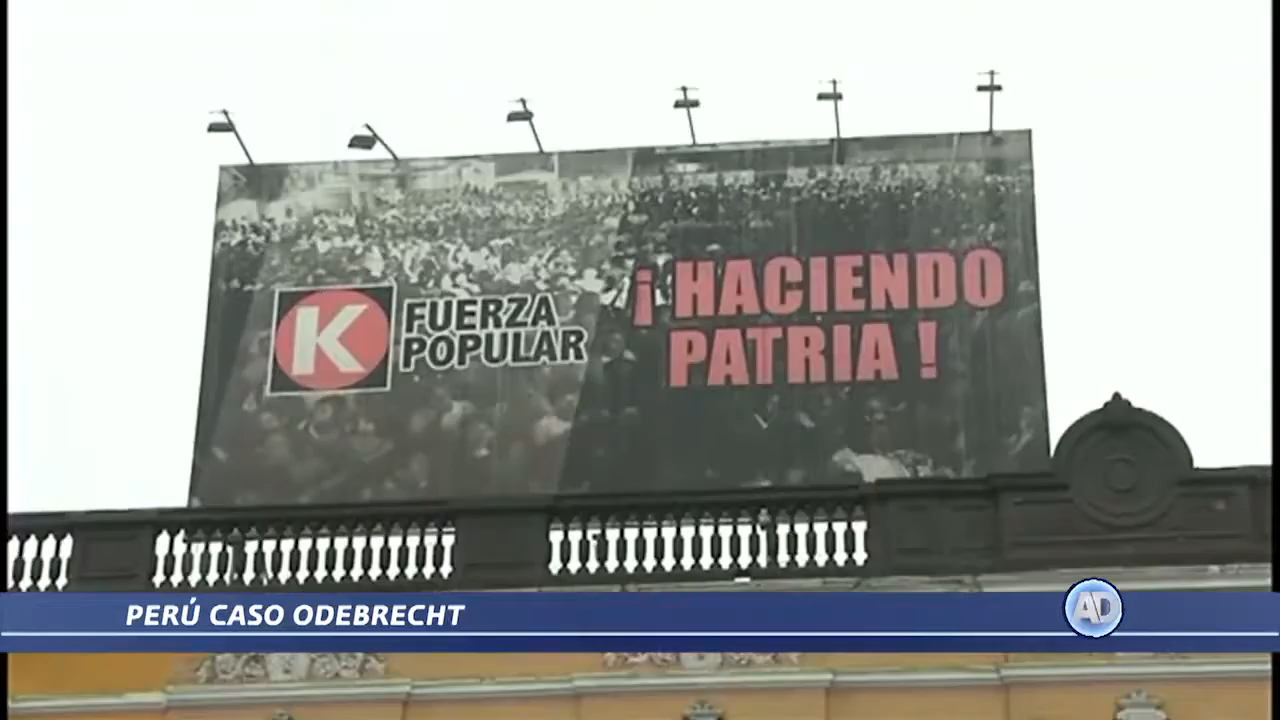 K
FUERZA
POPULAR
¡ HACIENDO
PATRIA !
PERÚ CASO ODEBRECHT
AD